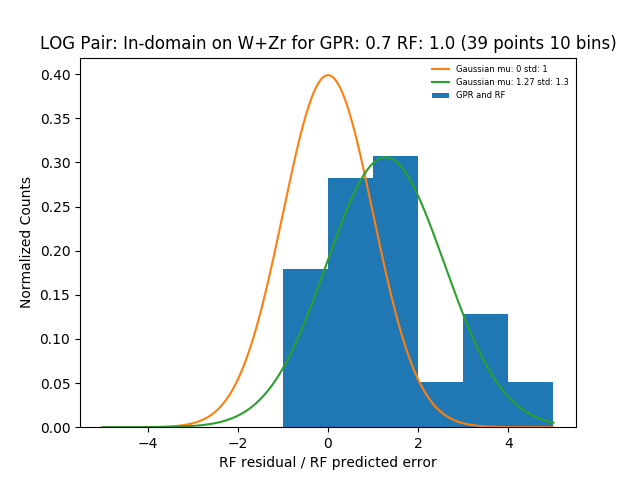 LOG Pair: In-domain on W+Zr for GPR: 0.7 RF: 1.0 (39 points 10 bins)
Gaussian mu: 0 std: 1
Gaussian mu: 1.27 std: 1.3
GPR and RF
0.40
0.35
0.30
0.25
0.20
0.15
0.10
0.05
0.00
Normalized Counts
−4
−2
0
2
4
RF residual / RF predicted error